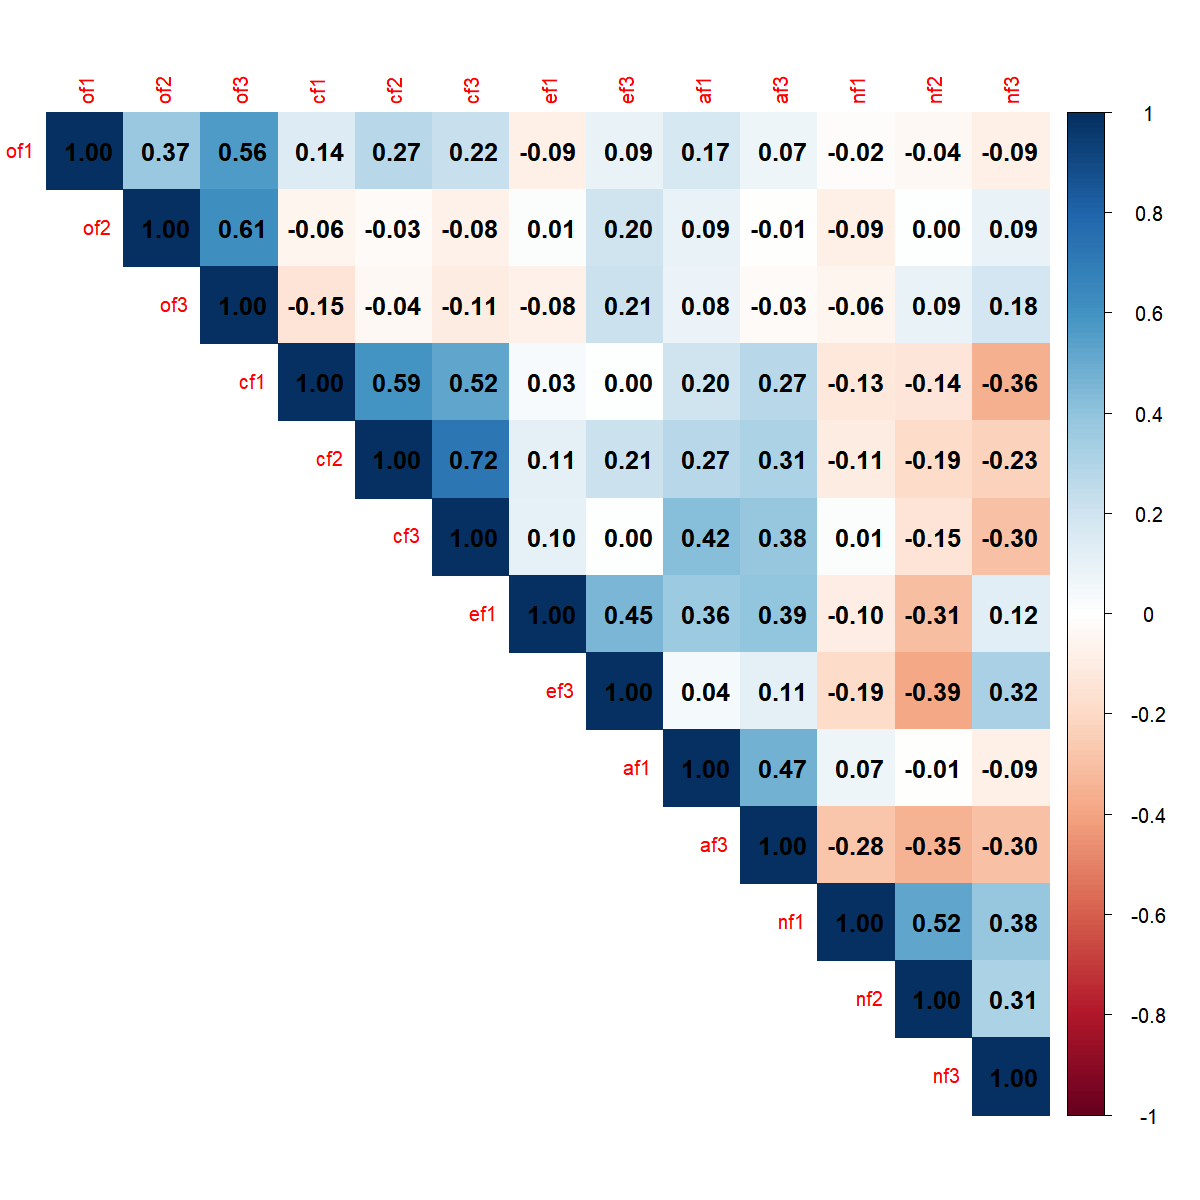 of1 of2 of3 cf1 cf2 cf3 ef1 ef3 af1 af3 nf1 nf2 nf3
of1 1.00 0.37 0.56 0.14 0.27 0.22 -0.09 0.09 0.17 0.07 -0.02 -0.04 -0.09
of2 1.00 0.61 -0.06 -0.03 -0.08 0.01 0.20 0.09 -0.01 -0.09 0.00 0.09
of3 1.00 -0.15 -0.04 -0.11 -0.08 0.21 0.08 -0.03 -0.06 0.09 0.18
cf1 1.00 0.59 0.52 0.03 0.00 0.20 0.27 -0.13 -0.14 -0.36
cf2 1.00 0.72 0.11 0.21 0.27 0.31 -0.11 -0.19 -0.23
cf3 1.00 0.10 0.00 0.42 0.38 0.01 -0.15 -0.30
ef1 1.00 0.45 0.36 0.39 -0.10 -0.31 0.12
ef3 1.00 0.04 0.11 -0.19 -0.39 0.32
af1 1.00 0.47 0.07 -0.01 -0.09
af3 1.00 -0.28 -0.35 -0.30
nf1 1.00 0.52 0.38
nf2 1.00 0.31
nf3 1.00
1
0.8
0.6
0.4
0.2
0
-0.2
-0.4
-0.6
-0.8
-1